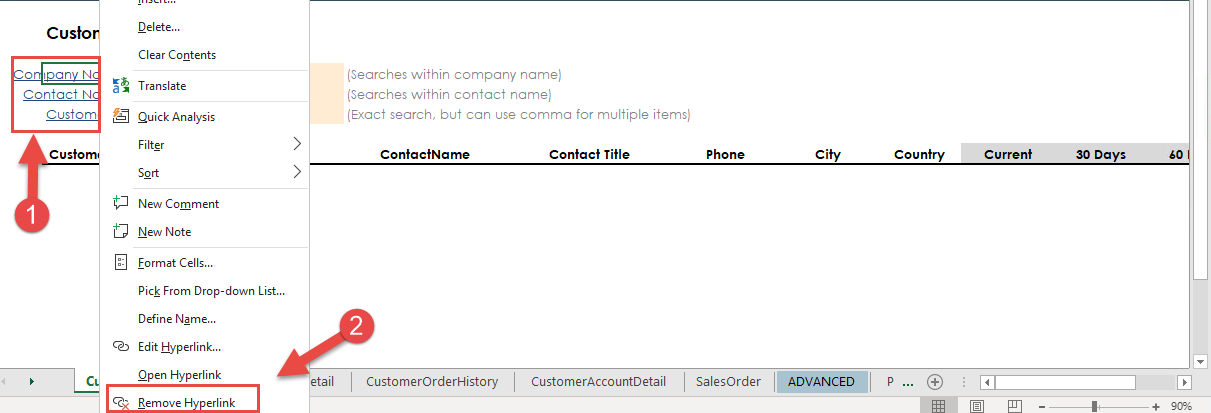 Insert...
Delete...
Custom
Clear Contents
Company Na
(Searches within company name)
Translate
Contact Na
(Searches within contact name)
Custome
Quick Analysis
(Exact search, but can use comma for multiple items)
Filter
Custome
ContactName
Contact Title
Phone
City
Country
Current
30 Days
60
Sort
New Comment
1
New Note
Format Cells...
Pick From Drop-down List...
Define Name...
2
Edit Hyperlink...
Open Hyperlink
Cu
etail
CustomerOrderHistory
CustomerAccountDetail
SalesOrder
ADVANCED
P ...
Remove Hyperlink
90%